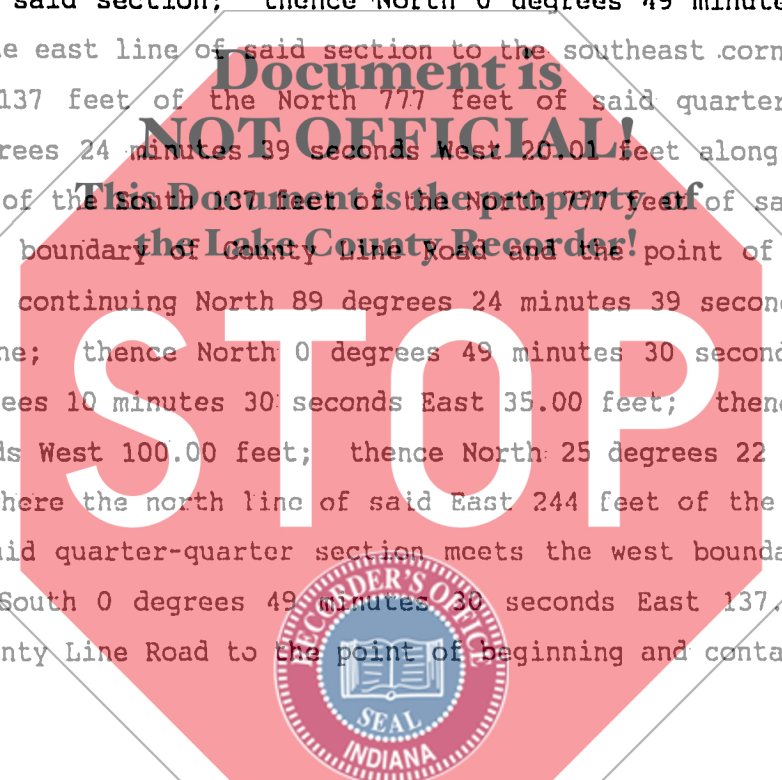 said section; thence North 0 degrees 49 minute
e east line of said section to the southeast corn
Document is
137 feet of the North 777 feet of said quarter
NOT OFFICIAL!
rees 24 minutes 39 seconds West 20.01 feet along
This Document is the property of
of the South 137 feet of the North 777 feet of sa
the Lake County Recorder!
boundary of County Line Road and the point of
continuing North 89 degrees 24 minutes 39 secon
ne; thence North 0 degrees 49 minutes 30 second
STOP
ees 10 minutes 30 seconds East 35.00 feet; then
ds West 100.00 feet; thence North 25 degrees 22
here the north line of said East 244 feet of the
aid quarter-quarter section meets the west bounda
South 0 degrees 49 minutes 30 seconds East 137.
nty Line Road to the point of beginning and conta
RECORDER'S OFFICE
SEAL
INDIANA